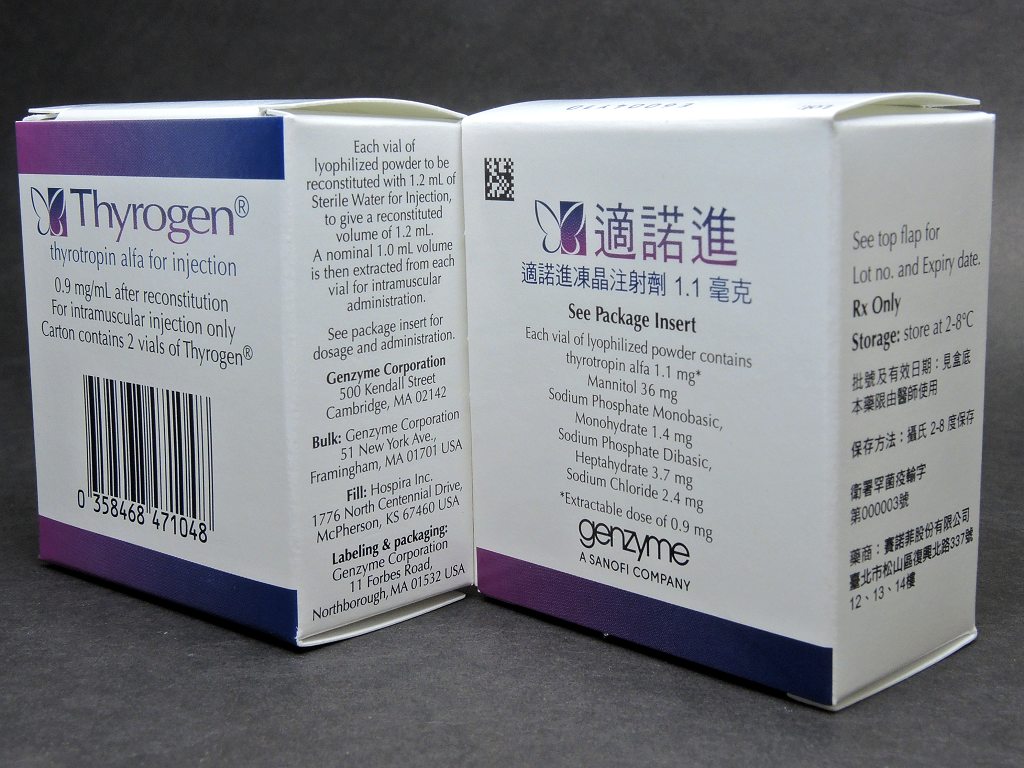 Thyrogen®
thyrotropin alfa for injection
0.9 mg/mL after reconstitution
For intramuscular injection only
Carton contains 2 vials of Thyrogen®
0 358468 471048
Each vial of
lyophilized powder to be
reconstituted with 1.2 mL of
Sterile Water for Injection,
to give a reconstituted
volume of 1.2 mL.
A nominal 1.0 mL volume
is then extracted from each
vial for intramuscular
administration.
See package insert for
dosage and administration.
Genzyme Corporation
500 Kendall Street
Cambridge, MA 02142
Bulk: Genzyme Corporation
51 New York Ave.,
Framingham, MA 01701 USA
Fill: Hospira Inc.
1776 North Centennial Drive,
McPherson, KS 67460 USA
Labeling & packaging:
Genzyme Corporation
11 Forbes Road,
Northborough, MA 01532 USA
適諾進
適諾進凍晶注射劑 1.1 毫克
See Package Insert
Each vial of lyophilized powder contains
thyrotropin alfa 1.1 mg*
Mannitol 36 mg
Sodium Phosphate Monobasic,
Monohydrate 1.4 mg
Sodium Phosphate Dibasic,
Heptahydrate 3.7 mg
Sodium Chloride 2.4 mg
*Extractable dose of 0.9 mg
genzyme
A SANOFI COMPANY
See top flap for
Lot no. and Expiry date.
Rx Only
Storage: store at 2-8°C
批號及有效日期：見盒底
本藥限由醫師使用
保存方法：攝氏 2-8 度保存
衛署罕菌疫輸字
第000003號
藥商：賽諾菲股份有限公司
臺北市松山區復興北路337號
12、13、14樓